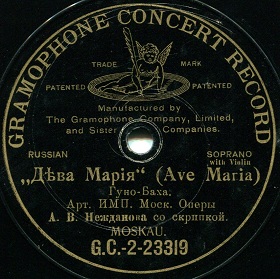 GRAMOPHONE CONCERT RECORD
TRADE MARK
PATENTED PATENTED
Manufactured by
The Gramophone Company, Limited,
and Sister Companies.
RUSSIAN SOPRANO
with Violin
„Дѣва Марія“ (Ave Maria)
Гуно-Баха.
Арт. ИМП. Моск. Оперы
А. В. Нежданова со скрипкой.
MOSKAU.
G.C.-2-23319